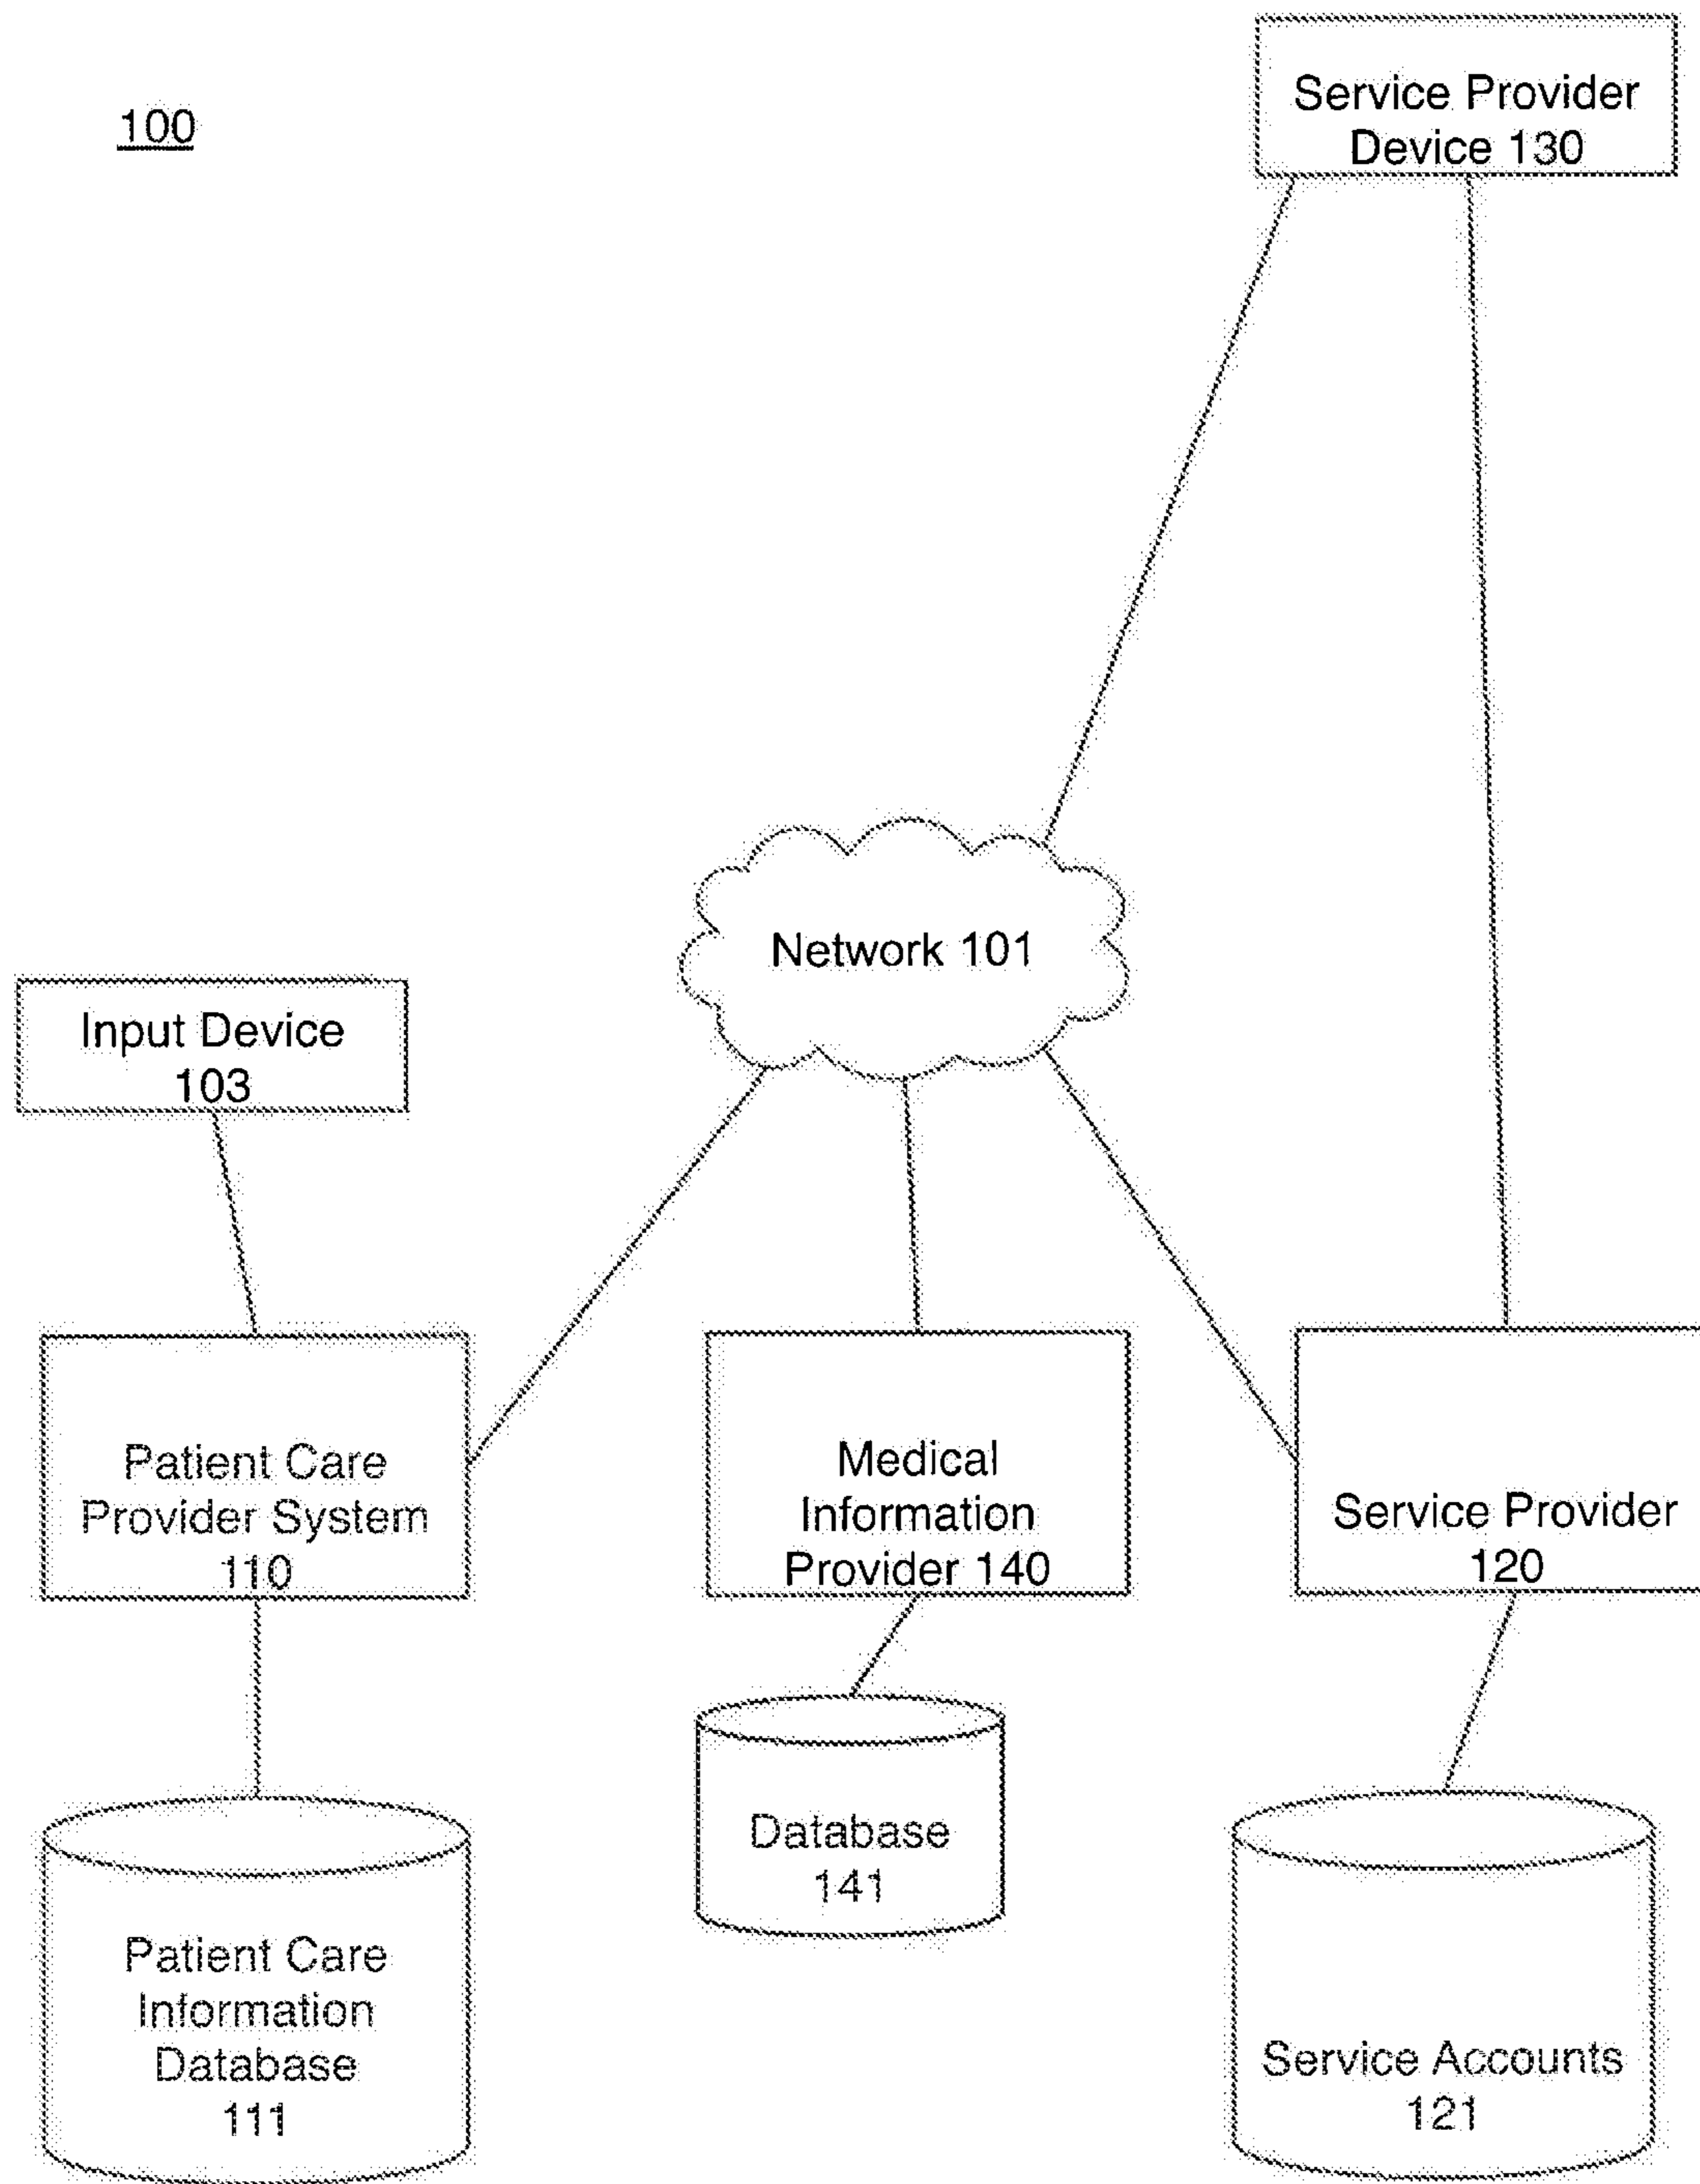 100
Service Provider
Device 130
Network 101
Input Device
103
Patient Care
Provider System
110
Medical
Information
Provider 140
Service Provider
120
Database
141
Patient Care
Information
Database
111
Service Accounts
121